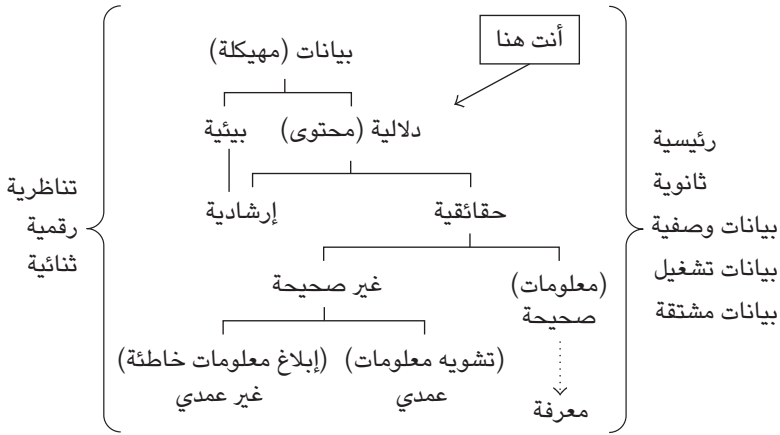 أنت هنا
بيانات (مهيكلة)
دلالية (محتوى)
بيئية
حقائقية
إرشادية
(معلومات)
صحيحة
غير صحيحة
(تشويه معلومات)
عمدي
(إبلاغ معلومات خاطئة)
غير عمدي
معرفة
رئيسية
ثانوية
بيانات وصفية
بيانات تشغيل
بيانات مشتقة
تناظرية
رقمية
ثنائية